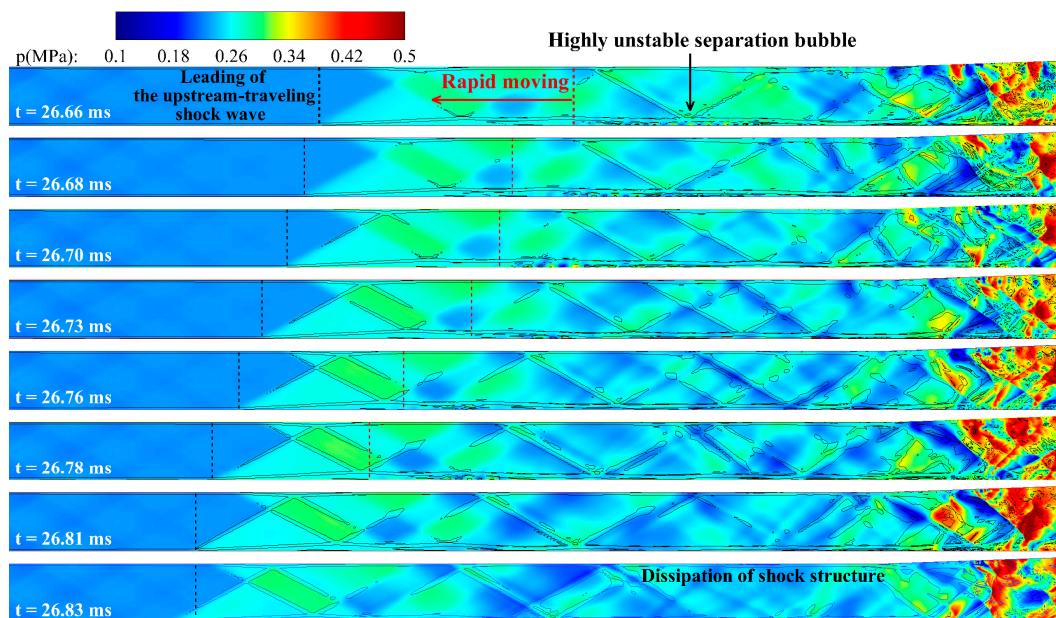 p(MPa): 0.1 0.18 0.26 0.34 0.42 0.5
Highly unstable separation bubble
Leading of
the upstream-traveling
shock wave
Rapid moving
t = 26.66 ms
t = 26.68 ms
t = 26.70 ms
t = 26.73 ms
t = 26.76 ms
t = 26.78 ms
t = 26.81 ms
Dissipation of shock structure
t = 26.83 ms